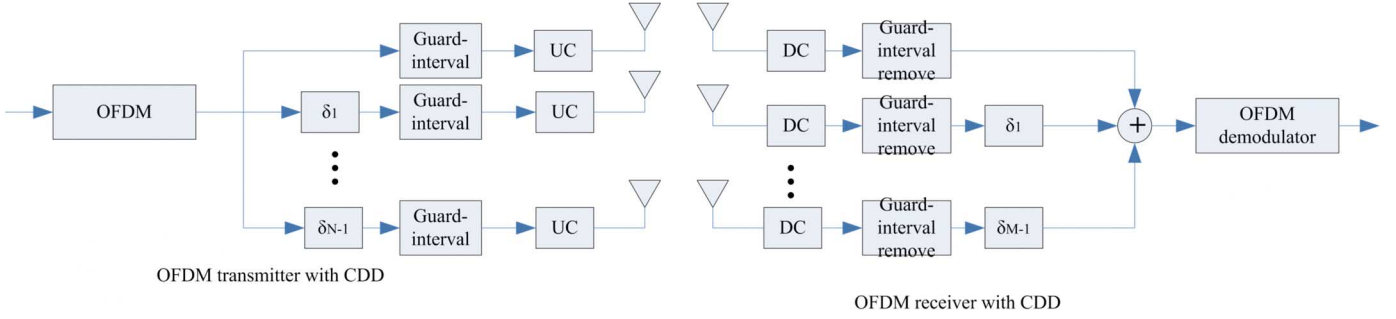 Guard-
interval
UC
DC
Guard-
interval
remove
OFDM
δ1
Guard-
interval
UC
DC
Guard-
interval
remove
δ1
+
OFDM
demodulator
δN-1
Guard-
interval
UC
DC
Guard-
interval
remove
δM-1
OFDM transmitter with CDD
OFDM receiver with CDD